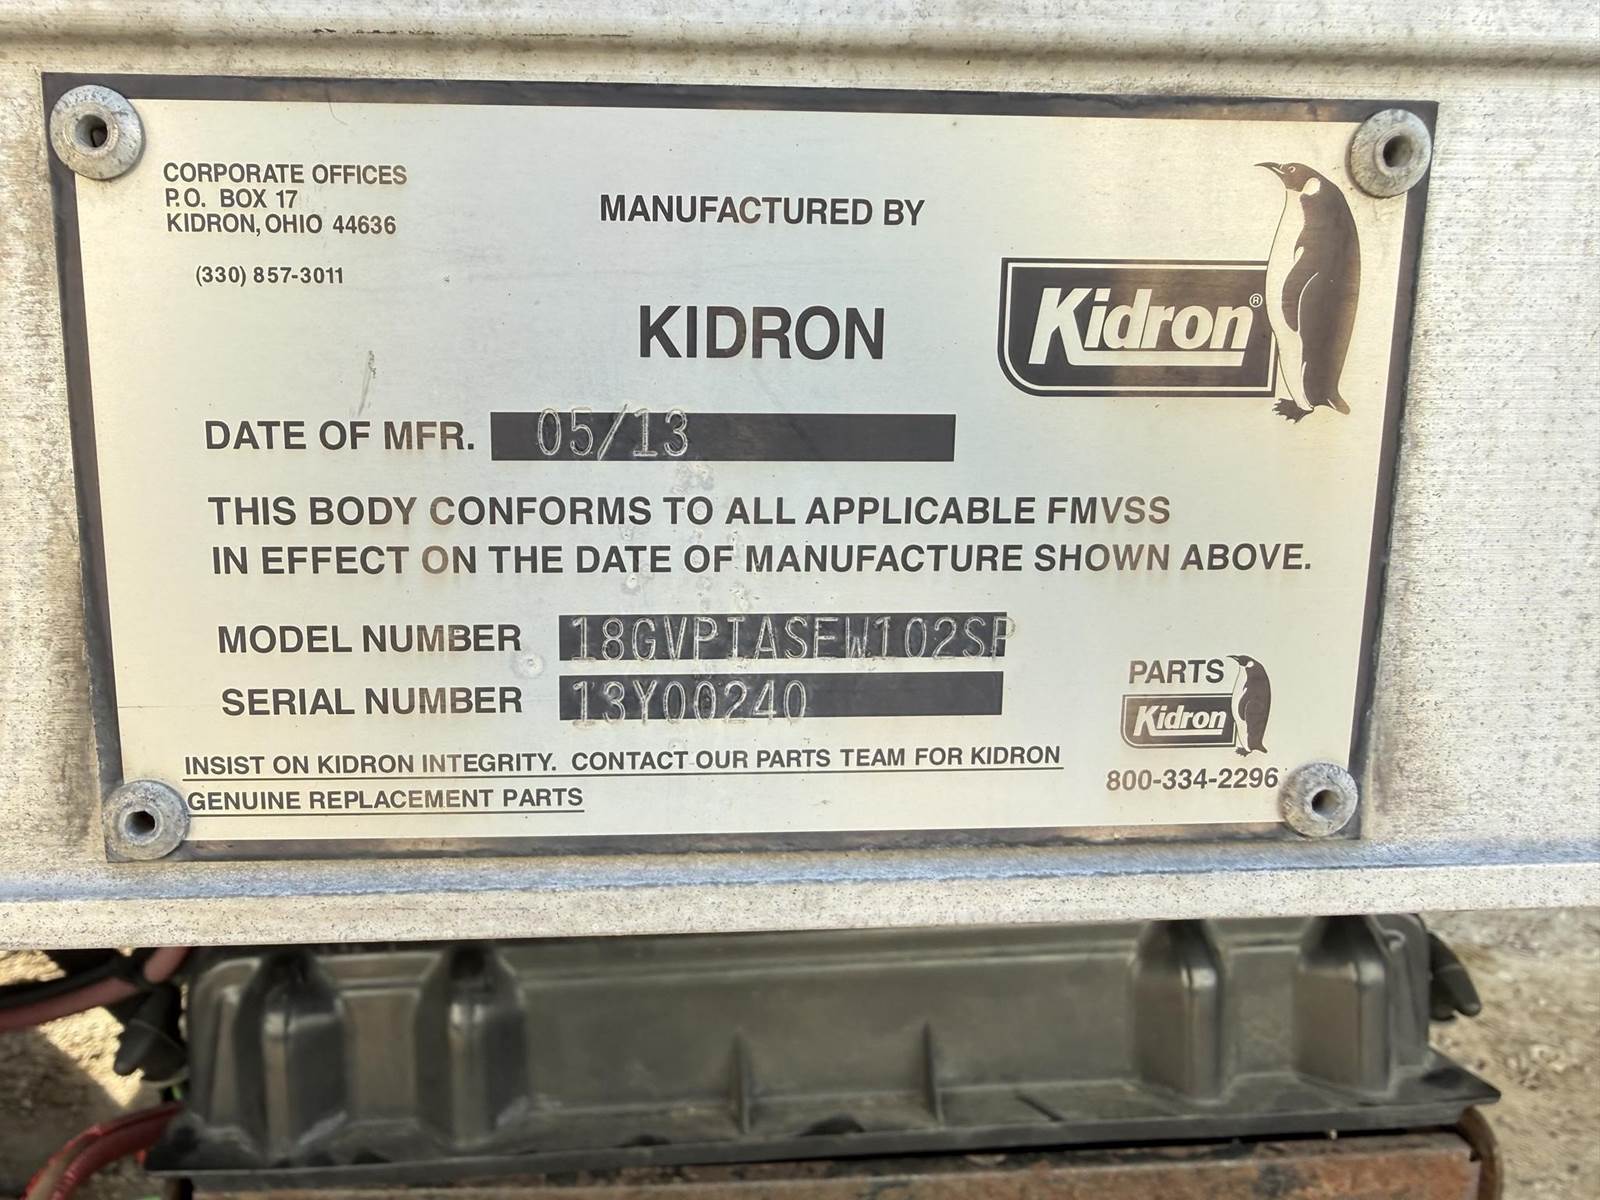 CORPORATE OFFICES
P.O. BOX 17
KIDRON, OHIO 44636
(330) 857-3011
MANUFACTURED BY
KIDRON
Kidron®
DATE OF MFR. 05/13
THIS BODY CONFORMS TO ALL APPLICABLE FMVSS
IN EFFECT ON THE DATE OF MANUFACTURE SHOWN ABOVE.
MODEL NUMBER 18GVPIASFW102SP
SERIAL NUMBER 13Y00240
PARTS
Kidron
800-334-2296
INSIST ON KIDRON INTEGRITY. CONTACT OUR PARTS TEAM FOR KIDRON
GENUINE REPLACEMENT PARTS